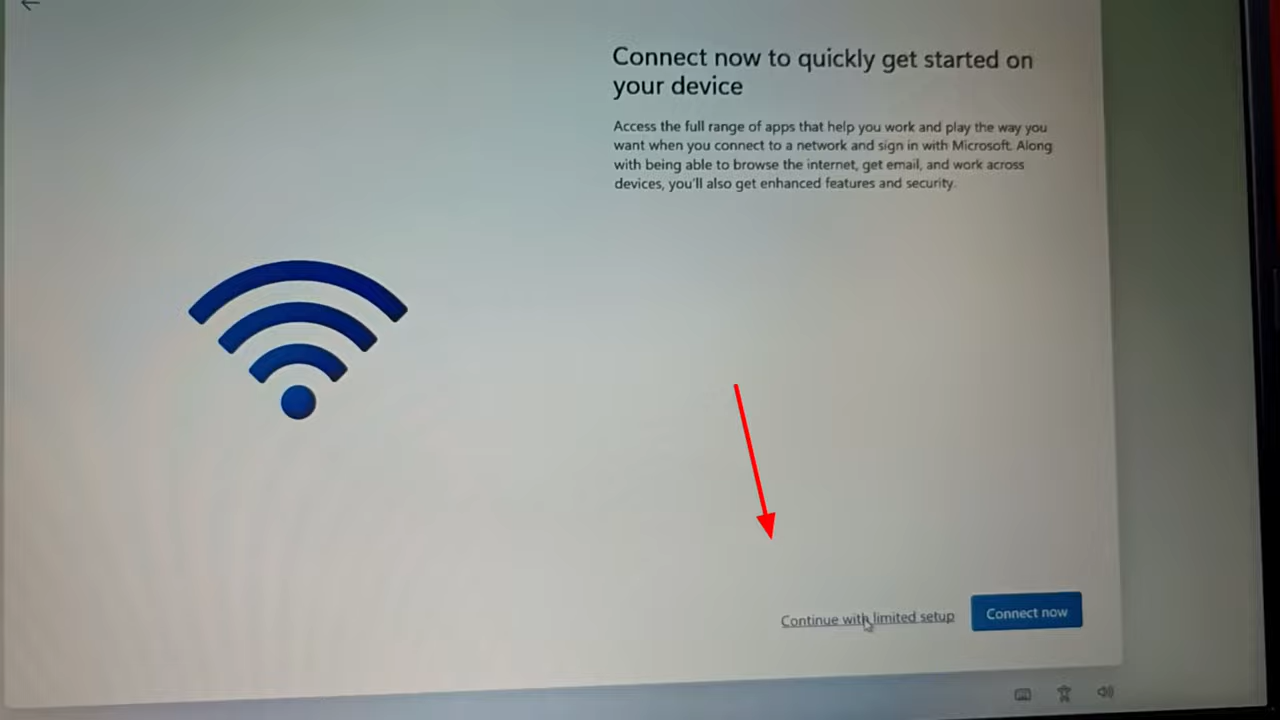 Connect now to quickly get started on
your device
Access the full range of apps that help you work and play the way you
want when you connect to a network and sign in with Microsoft. Along
with being able to browse the internet, get email, and work across
devices, you'll also get enhanced features and security.
Continue with limited setup
Connect now